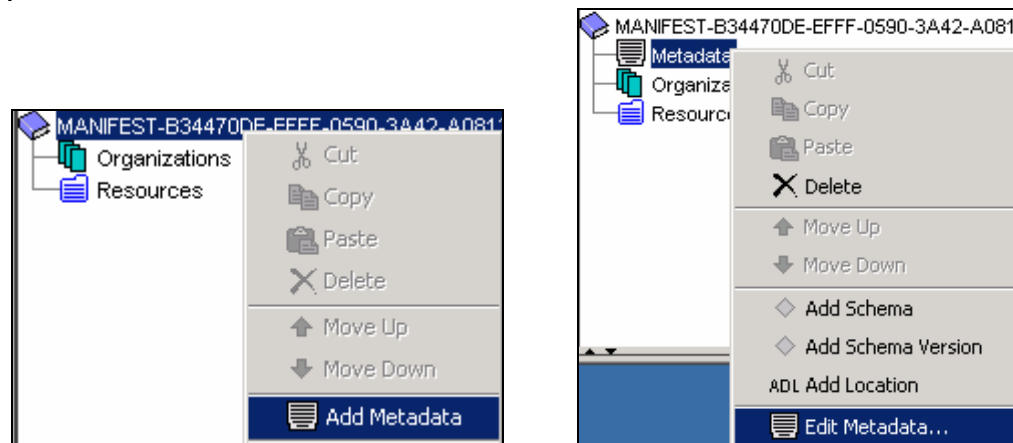 MANIFEST-B34470DE-EFFF-0590-3A42-A081
Organizations
Resources
Cut
Copy
Paste
Delete
Move Up
Move Down
Add Metadata
MANIFEST-B34470DE-EFFF-0590-3A42-A081
Metadata
Organiza
Resourc
Cut
Copy
Paste
Delete
Move Up
Move Down
Add Schema
Add Schema Version
ADL Add Location
Edit Metadata...